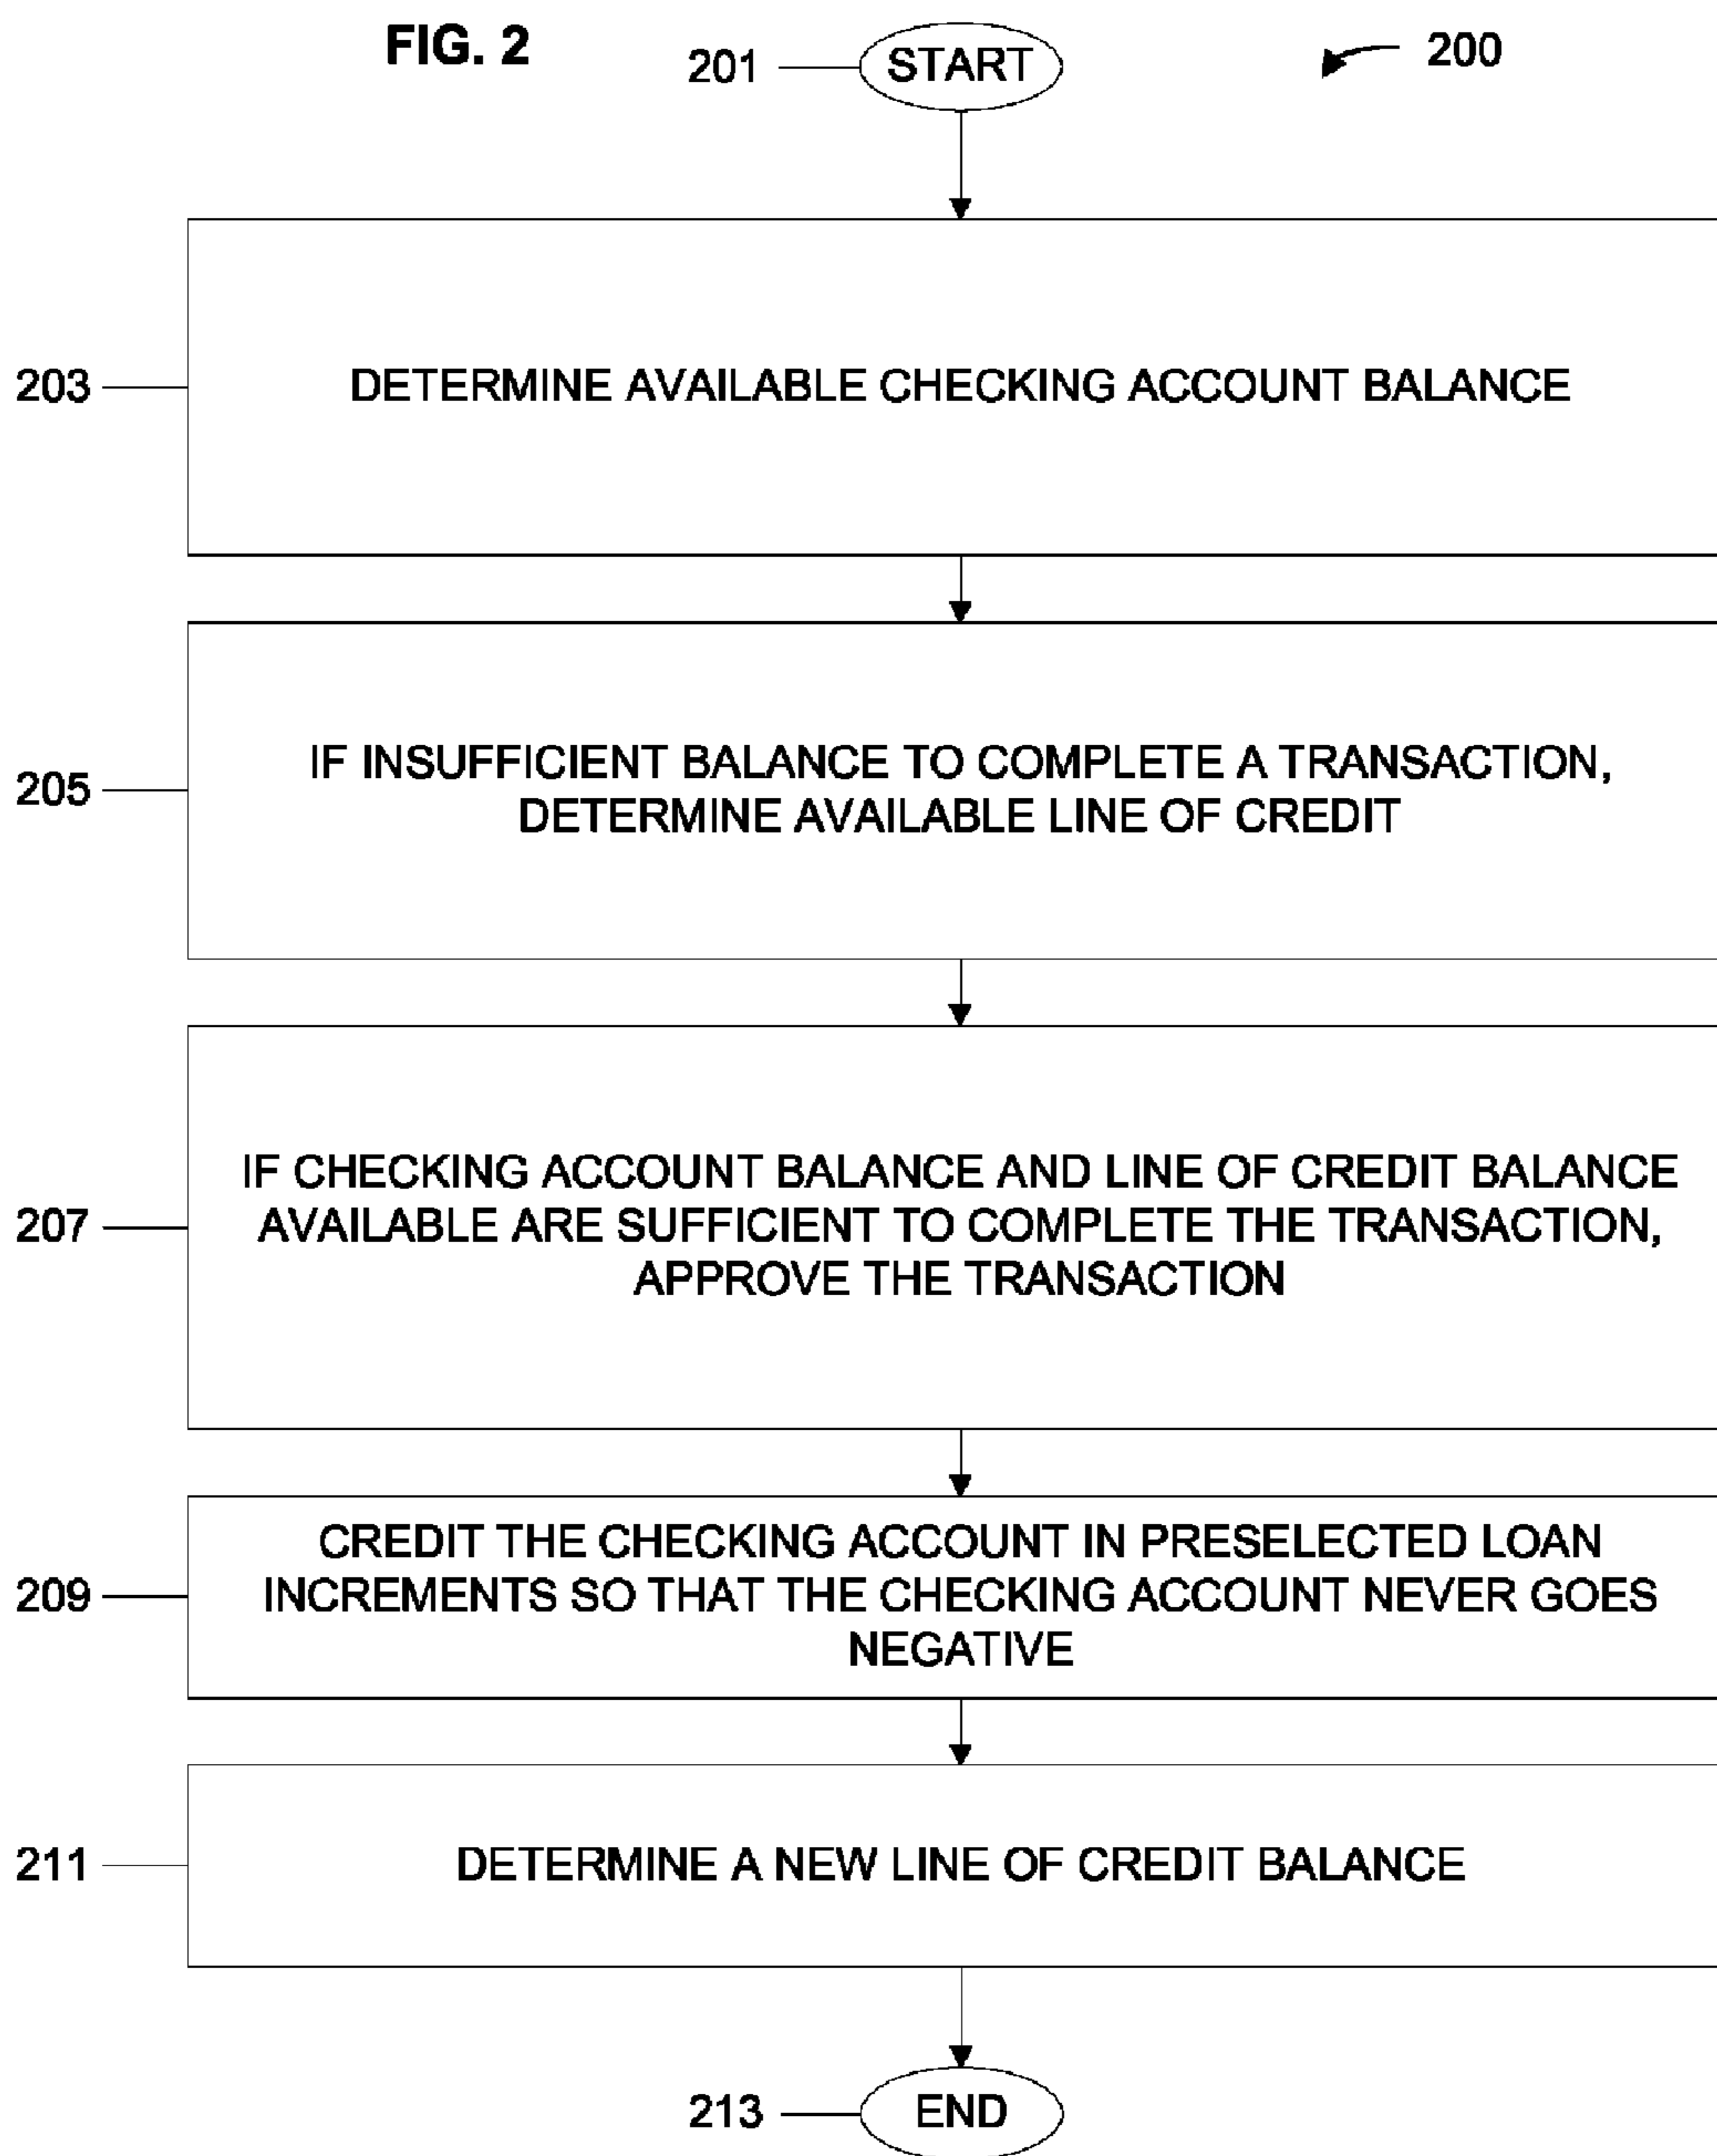 FIG. 2
201
START
200
203
DETERMINE AVAILABLE CHECKING ACCOUNT BALANCE
205
IF INSUFFICIENT BALANCE TO COMPLETE A TRANSACTION,
DETERMINE AVAILABLE LINE OF CREDIT
207
IF CHECKING ACCOUNT BALANCE AND LINE OF CREDIT BALANCE
AVAILABLE ARE SUFFICIENT TO COMPLETE THE TRANSACTION,
APPROVE THE TRANSACTION
209
CREDIT THE CHECKING ACCOUNT IN PRESELECTED LOAN
INCREMENTS SO THAT THE CHECKING ACCOUNT NEVER GOES
NEGATIVE
211
DETERMINE A NEW LINE OF CREDIT BALANCE
213
END